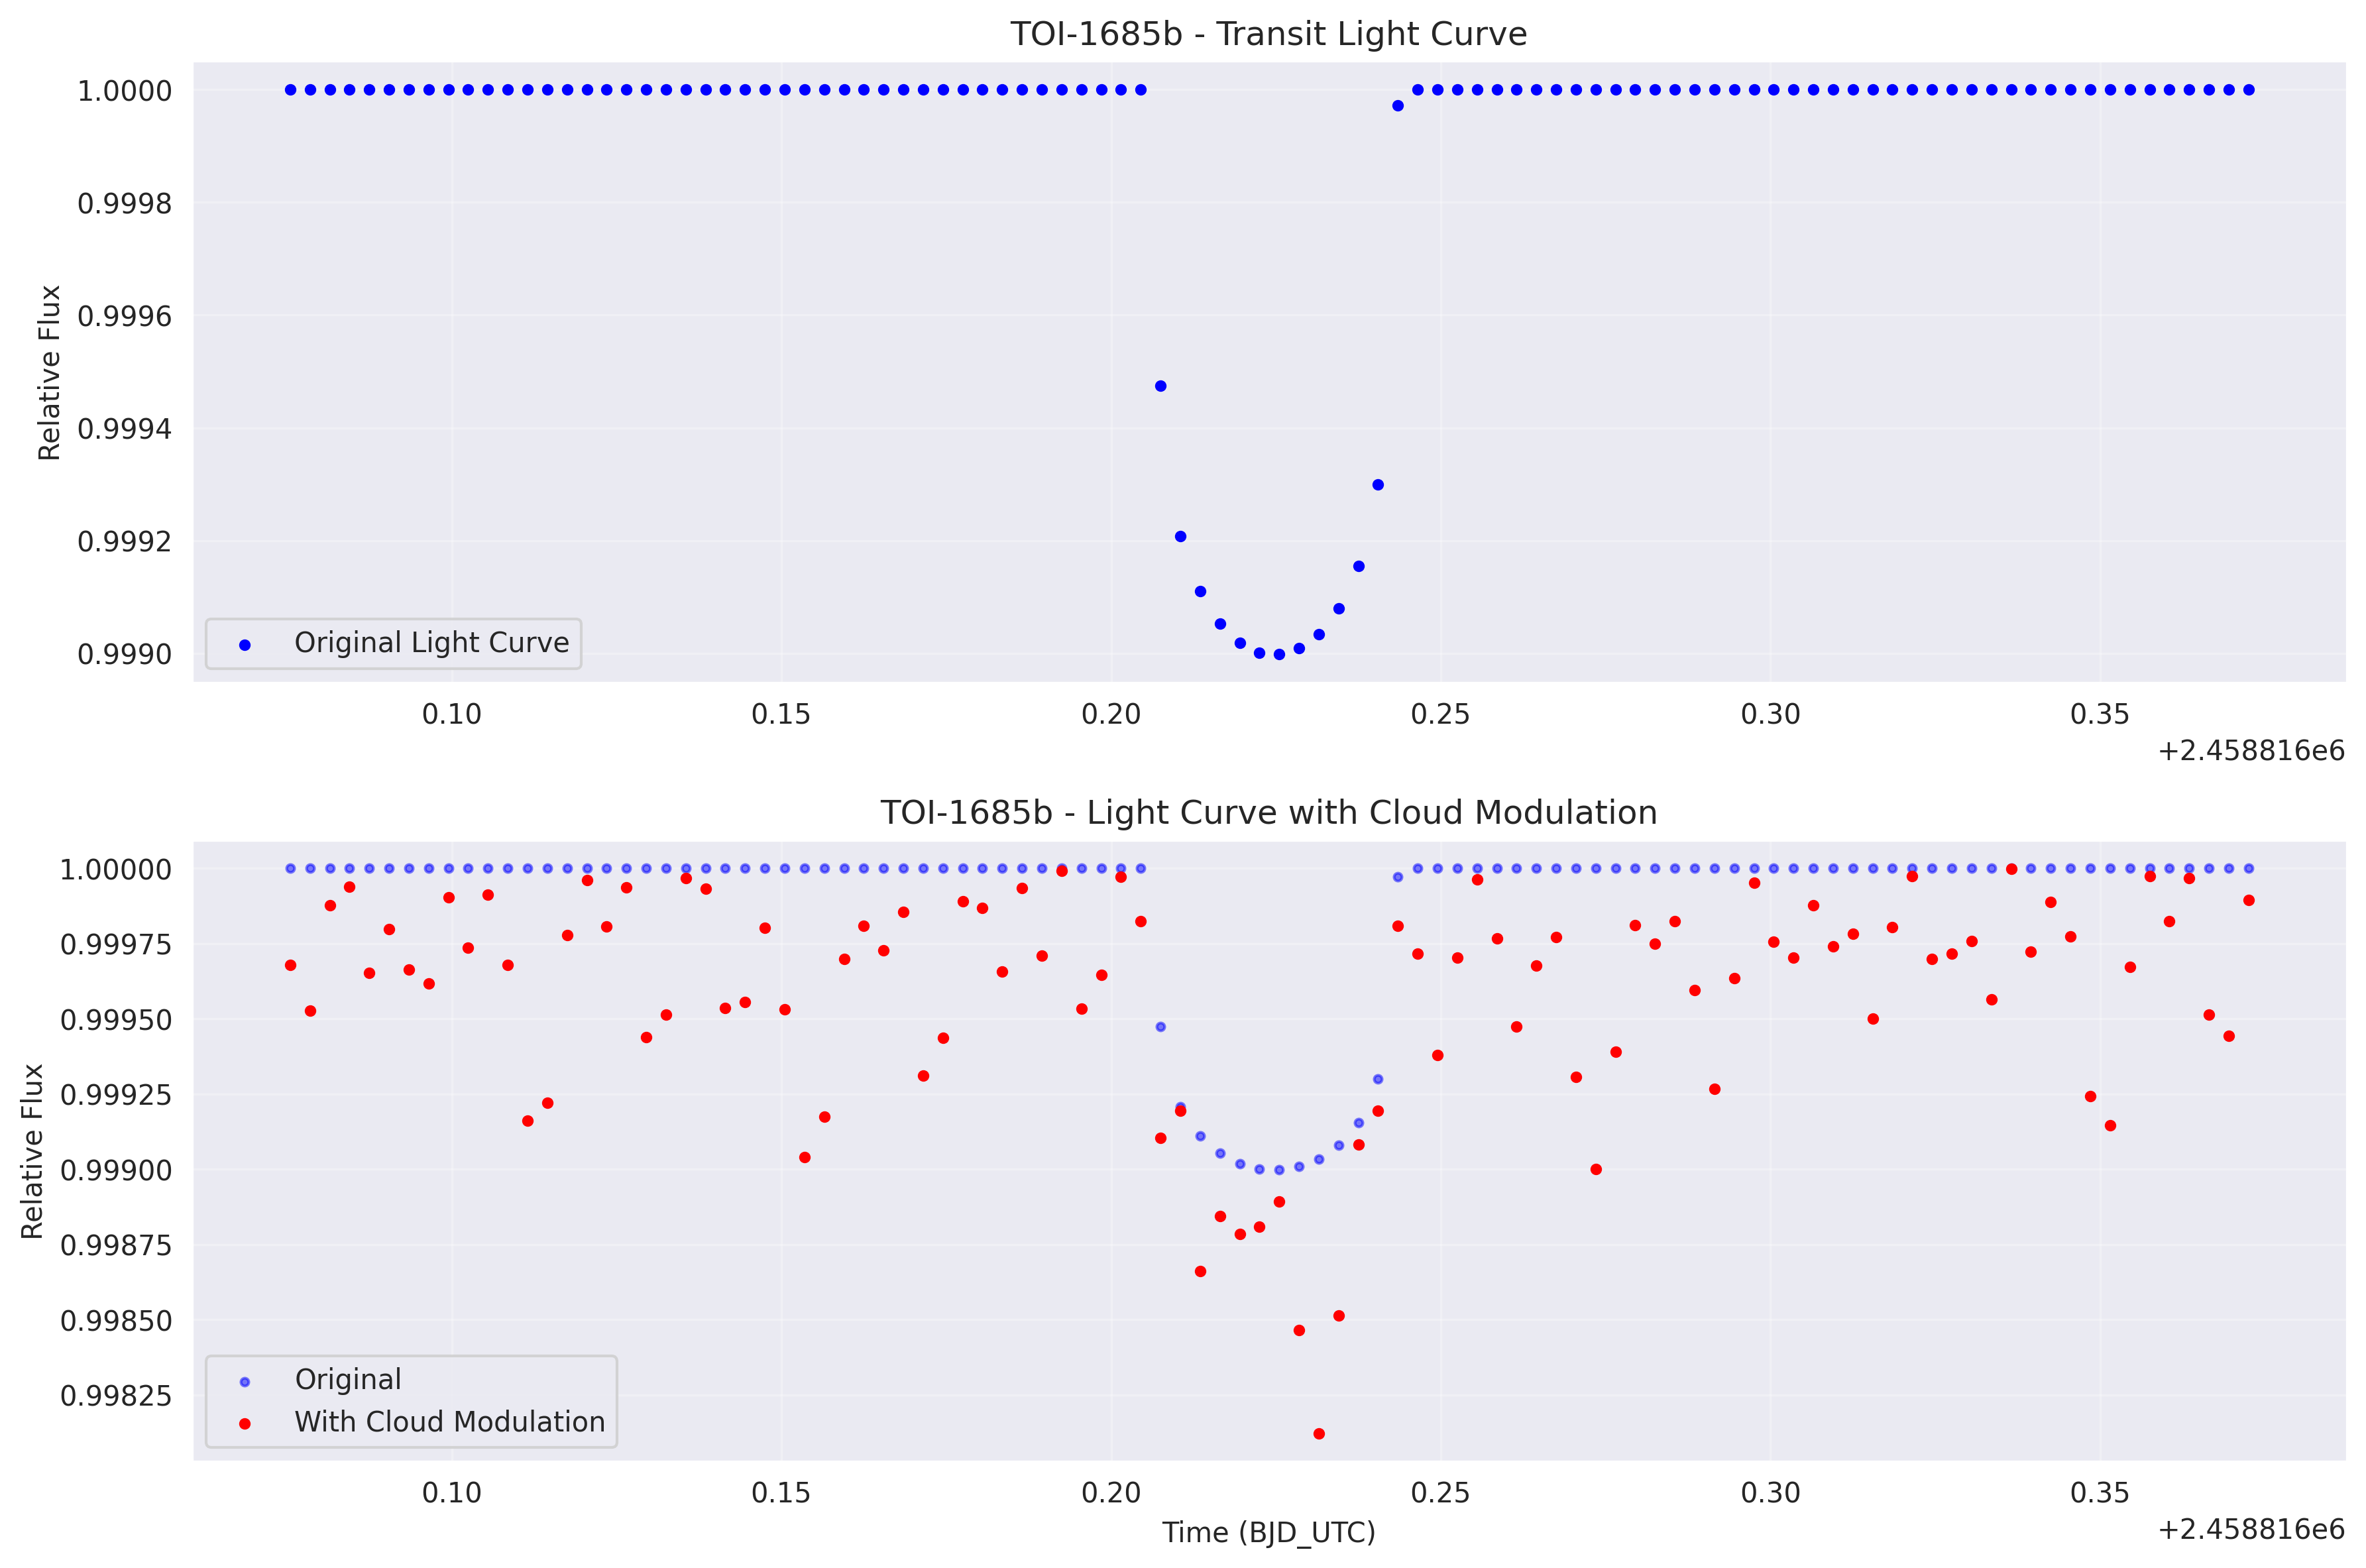 TOI-1685b - Transit Light Curve
Relative Flux
1.0000
0.9998
0.9996
0.9994
0.9992
0.9990
Original Light Curve
0.10 0.15 0.20 0.25 0.30 0.35
+2.458816e6
TOI-1685b - Light Curve with Cloud Modulation
Relative Flux
1.00000
0.99975
0.99950
0.99925
0.99900
0.99875
0.99850
0.99825
Original
With Cloud Modulation
0.10 0.15 0.20 0.25 0.30 0.35
Time (BJD_UTC)
+2.458816e6